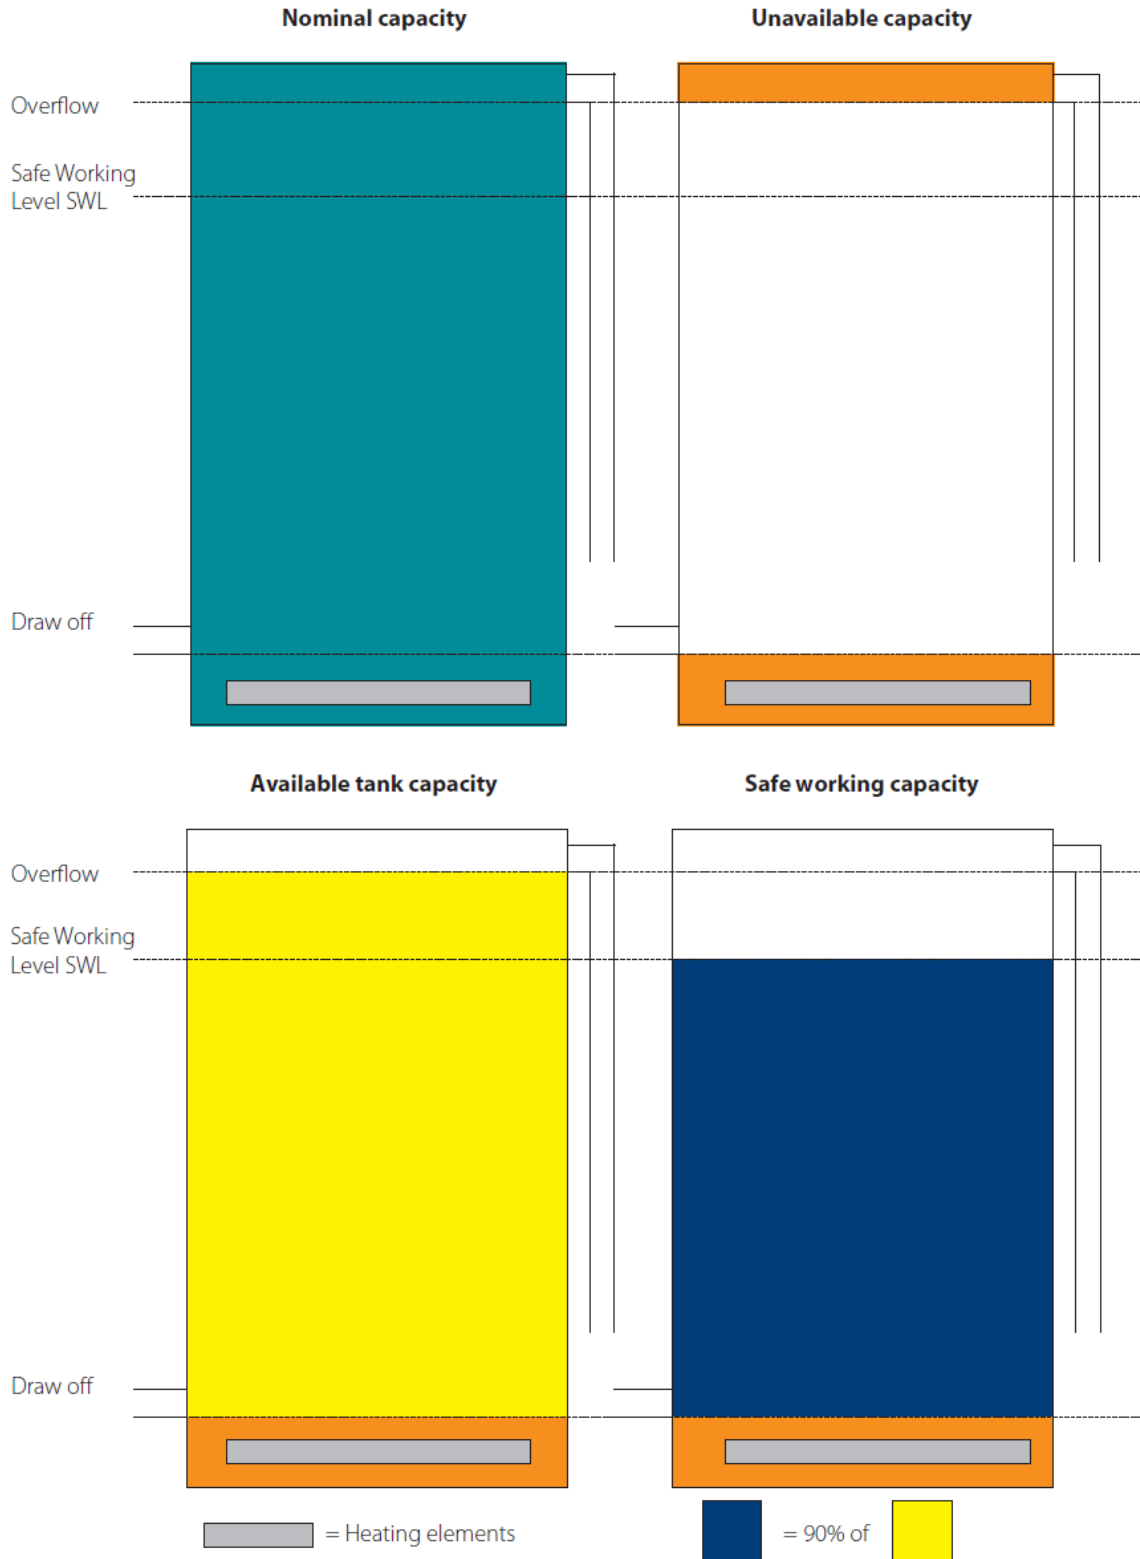 Nominal capacity
Unavailable capacity
Overflow
Safe Working
Level SWL
Draw off
Available tank capacity
Safe working capacity
Overflow
Safe Working
Level SWL
Draw off
= Heating elements
= 90% of